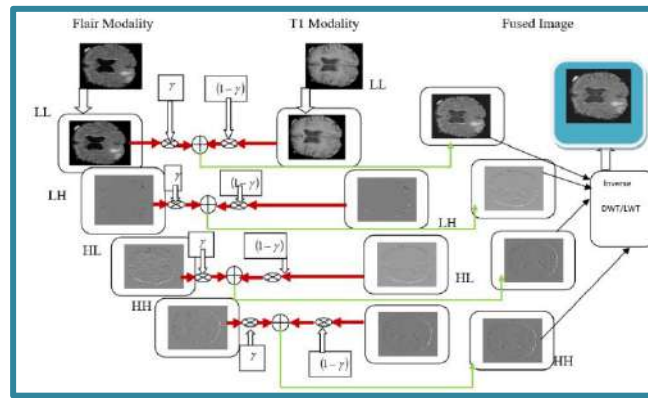 Flair Modality T1 Modality Fused Image
γ (1-γ)
LL LL
γ (1-γ)
LH LH
Inverse
DWT/LWT
γ (1-γ)
HL HL
HH HH
γ (1-γ)